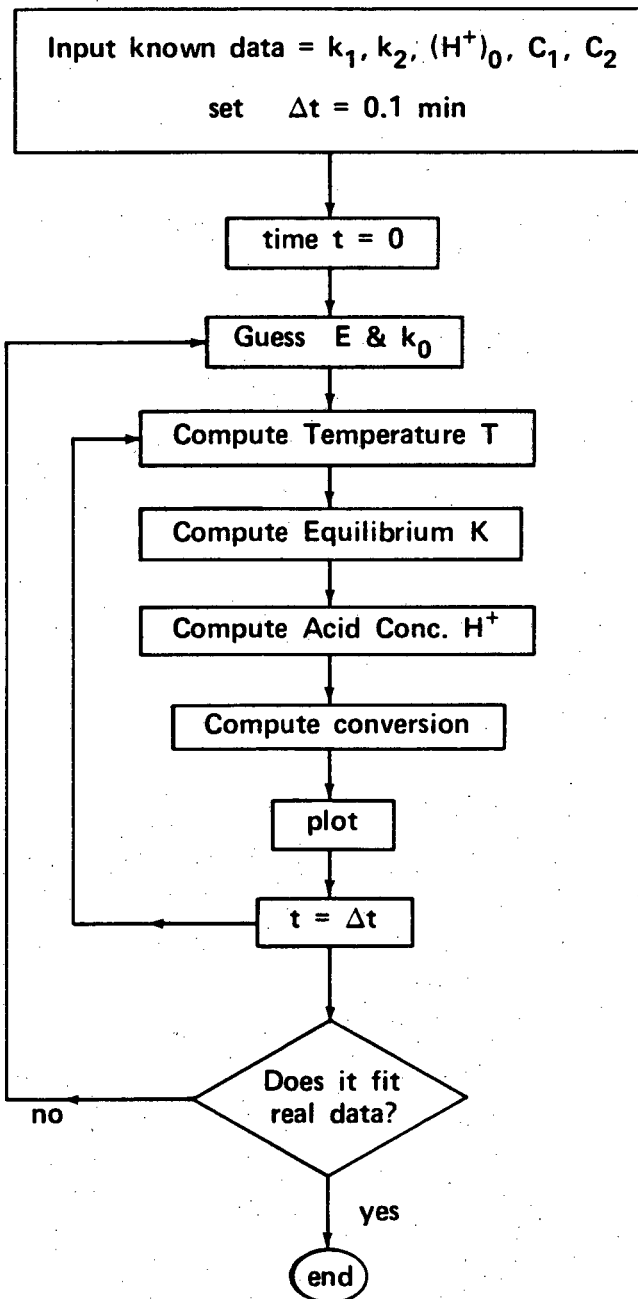 Input known data = k₁, k₂, (H⁺)₀, C₁, C₂
set Δt = 0.1 min
time t = 0
Guess E & k₀
Compute Temperature T
Compute Equilibrium K
Compute Acid Conc. H⁺
Compute conversion
plot
t = Δt
Does it fit
real data?
no
yes
end